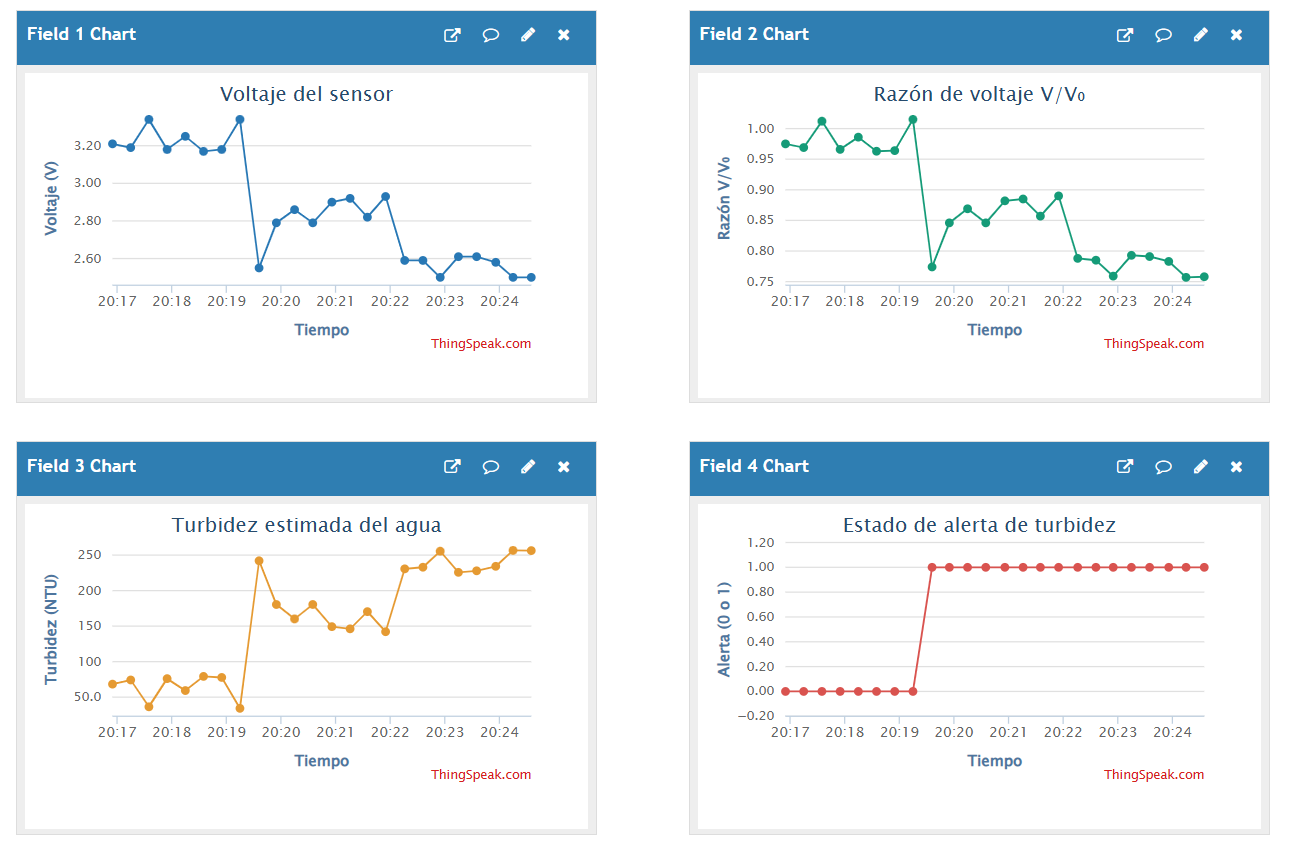 Field 1 Chart
Voltaje del sensor
Voltaje (V)
3.20
3.00
2.80
2.60
20:17 20:18 20:19 20:20 20:21 20:22 20:23 20:24
Tiempo
ThingSpeak.com
Field 2 Chart
Razón de voltaje V/V₀
Razón V/V₀
1.00
0.95
0.90
0.85
0.80
0.75
20:17 20:18 20:19 20:20 20:21 20:22 20:23 20:24
Tiempo
ThingSpeak.com
Field 3 Chart
Turbidez estimada del agua
Turbidez (NTU)
250
200
150
100
50.0
20:17 20:18 20:19 20:20 20:21 20:22 20:23 20:24
Tiempo
ThingSpeak.com
Field 4 Chart
Estado de alerta de turbidez
Alerta (0 o 1)
1.20
1.00
0.80
0.60
0.40
0.20
0.00
−0.20
20:17 20:18 20:19 20:20 20:21 20:22 20:23 20:24
Tiempo
ThingSpeak.com